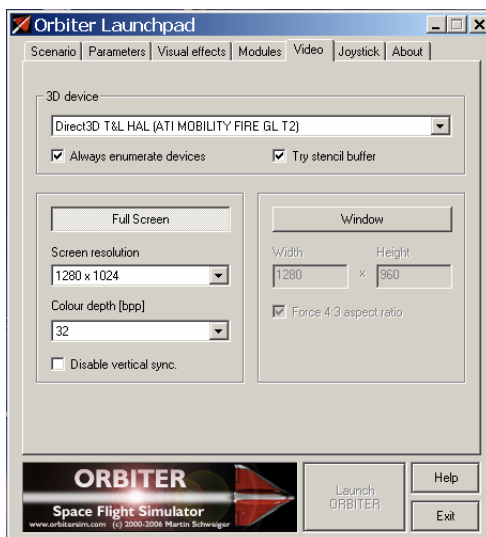 Orbiter Launchpad
Scenario Parameters Visual effects Modules Video Joystick About
3D device
Direct3D T&L HAL (ATI MOBILITY FIRE GL T2)
Always enumerate devices Try stencil buffer
Full Screen Window
Screen resolution Width Height
1280 x 1024 1280 × 960
Colour depth [bpp] Force 4:3 aspect ratio
32
Disable vertical sync.
ORBITER
Space Flight Simulator
www.orbitersim.com (c) 2000-2006 Martin Schweiger
Launch
ORBITER
Help
Exit